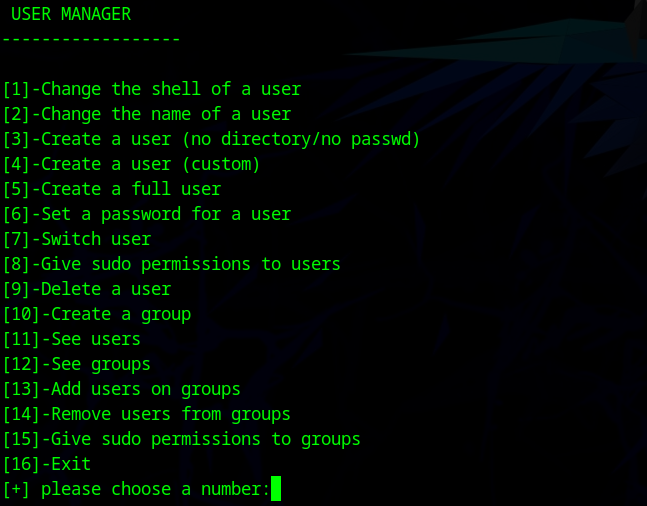 USER MANAGER
------------------
[1]-Change the shell of a user
[2]-Change the name of a user
[3]-Create a user (no directory/no passwd)
[4]-Create a user (custom)
[5]-Create a full user
[6]-Set a password for a user
[7]-Switch user
[8]-Give sudo permissions to users
[9]-Delete a user
[10]-Create a group
[11]-See users
[12]-See groups
[13]-Add users on groups
[14]-Remove users from groups
[15]-Give sudo permissions to groups
[16]-Exit
[+] please choose a number: